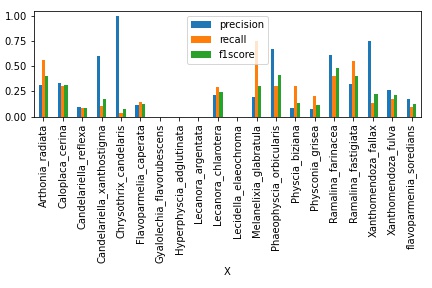 1.00
0.75
0.50
0.25
0.00
precision
recall
f1score
Arthonia_radiata
Caloplaca_cerina
Candelariella_reflexa
Candelariella_xanthostigma
Chrysothrix_candelaris
Flavoparmelia_caperata
Gyalolechia_flavorubescens
Hyperphyscia_adglutinata
Lecanora_argentata
Lecanora_chlarotera
Lecidella_elaeochroma
Melanelixia_glabratula
Phaeophyscia_orbicularis
Physcia_biziana
Physconia_grisea
Ramalina_farinacea
Ramalina_fastigiata
Xanthomendoza_fallax
Xanthomendoza_fulva
flavoparmenia_soredians
X